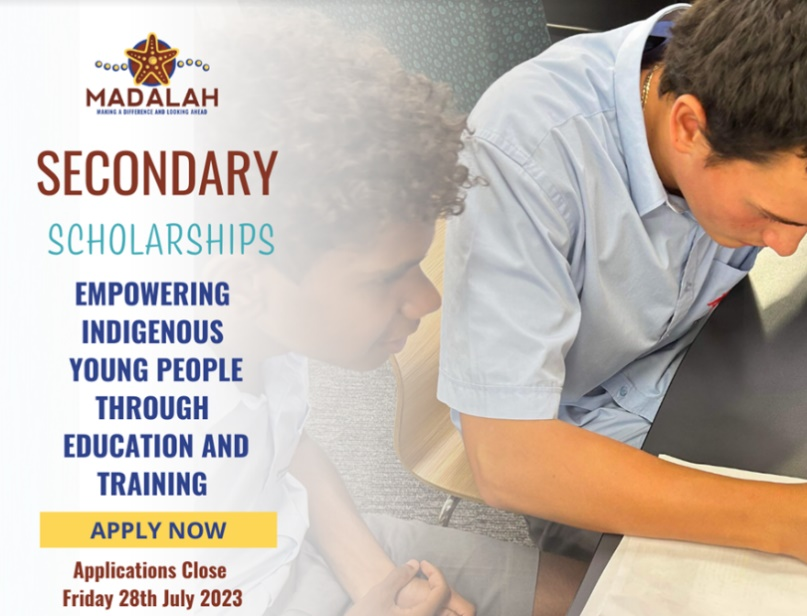 MADALAH
MAKING A DIFFERENCE AND LOOKING AHEAD
SECONDARY
SCHOLARSHIPS
EMPOWERING
INDIGENOUS
YOUNG PEOPLE
THROUGH
EDUCATION AND
TRAINING
APPLY NOW
Applications Close
Friday 28th July 2023